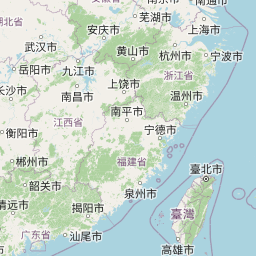 南京市
南通市
芜湖市
上海市
湖北省
安庆市
武汉市
黄山市
杭州市
宁波市
岳阳市
九江市
浙江省
长沙市
南昌市
上饶市
温州市
江西省
南平市
宁德市
衡阳市
福建省
郴州市
臺北市
韶关市
泉州市
清远市
揭阳市
臺灣
广东省
汕尾市
高雄市